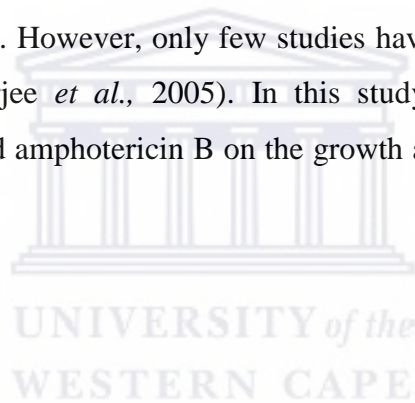 . However, only few studies hav
jee et al., 2005). In this study
d amphotericin B on the growth a
UNIVERSITY of the
WESTERN CAPE